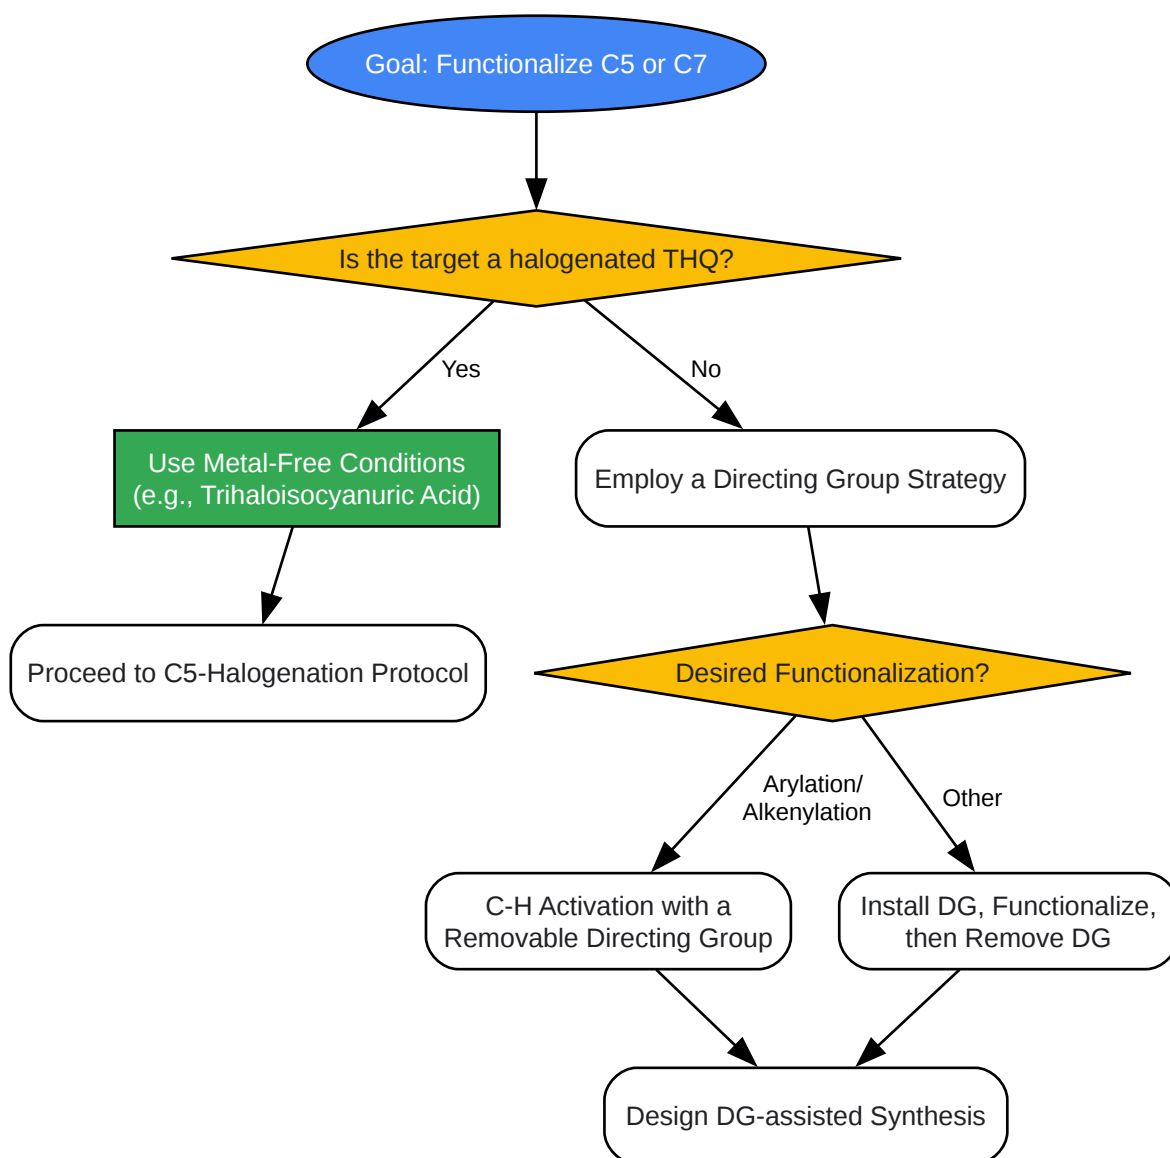 Goal: Functionalize C5 or C7
Is the target a halogenated THQ?
Yes
No
Use Metal-Free Conditions
(e.g., Trihaloisocyanuric Acid)
Employ a Directing Group Strategy
Proceed to C5-Halogenation Protocol
Desired Functionalization?
Arylation/
Alkenylation
Other
C-H Activation with a
Removable Directing Group
Install DG, Functionalize,
then Remove DG
Design DG-assisted Synthesis